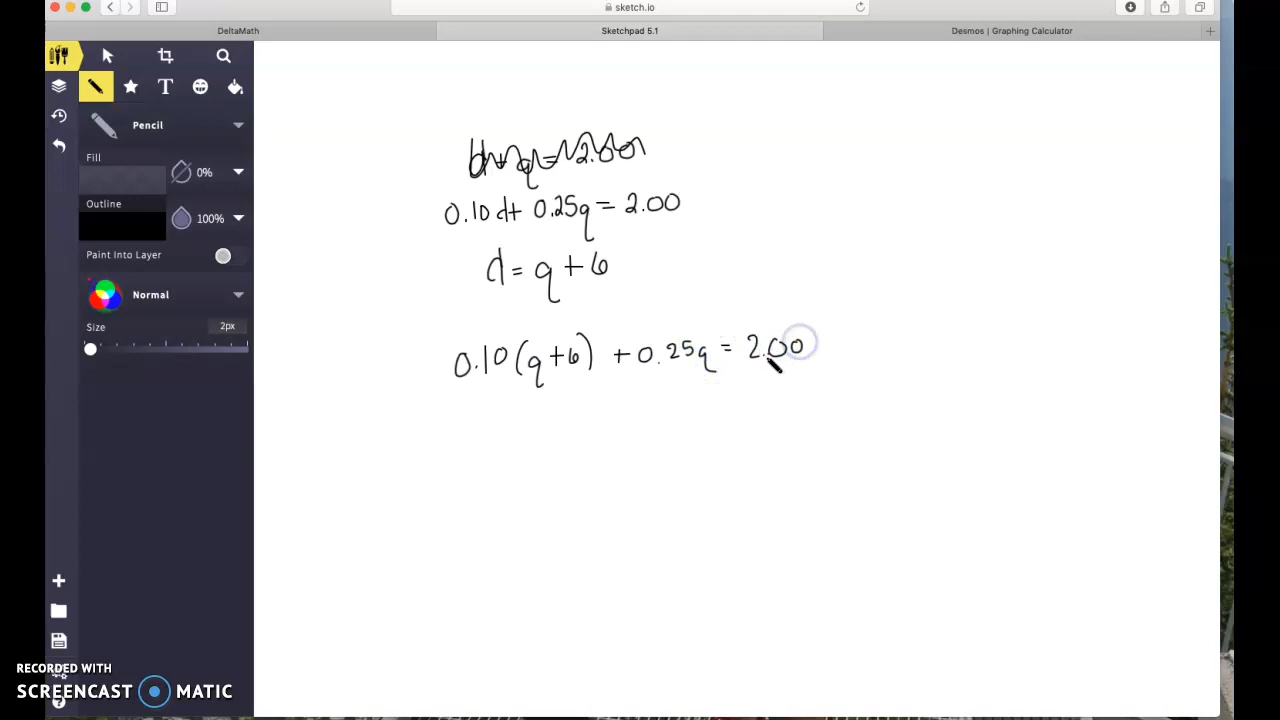 sketch.io
DeltaMath
Sketchpad 5.1
Desmos | Graphing Calculator
Pencil
Fill
0%
Outline
100%
Paint Into Layer
Normal
Size
2px
d+q=2.00
0.10d+ 0.25q = 2.00
d = q + 6
0.10(q+6) + 0.25q = 2.00
RECORDED WITH
SCREENCAST MATIC